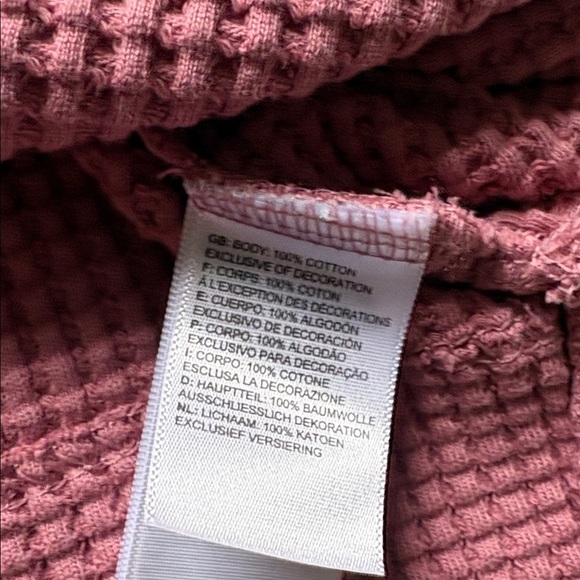 GB: BODY: 100% COTTON
EXCLUSIVE OF DECORATION
F: CORPS: 100% COTON
À L'EXCEPTION DES DÉCORATIONS
E: CUERPO: 100% ALGODÓN
EXCLUSIVO DE DECORACIÓN
P: CORPO: 100% ALGODÃO
EXCLUSIVO PARA DECORAÇÃO
I: CORPO: 100% COTONE
ESCLUSA LA DECORAZIONE
D: HAUPTTEIL: 100% BAUMWOLLE
AUSSCHLIESSLICH DEKORATION
NL: LICHAAM: 100% KATOEN
EXCLUSIEF VERSIERING